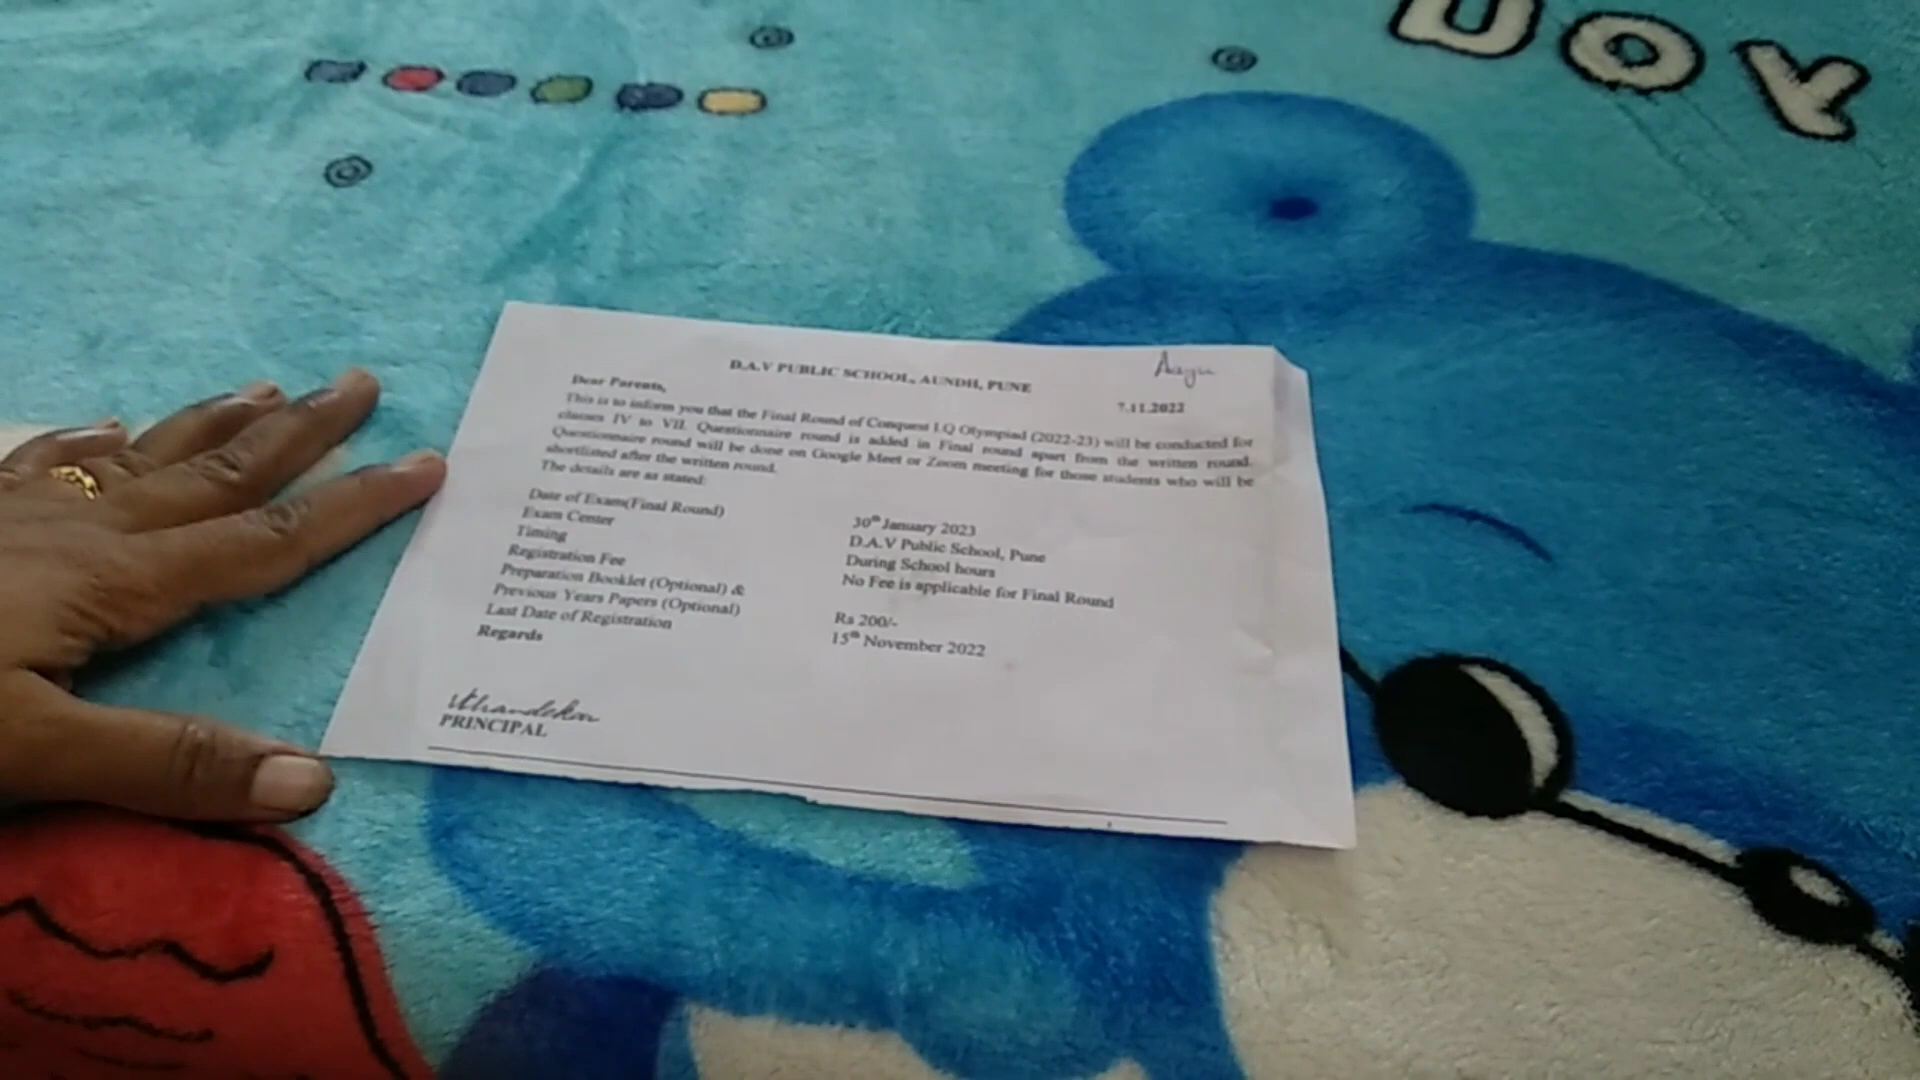 DOY
Aayu
D.A.V PUBLIC SCHOOL, AUNDH, PUNE
7.11.2022
Dear Parents,
This is to inform you that the Final Round of Conquest I.Q Olympiad (2022-23) will be conducted for
classes IV to VII. Questionnaire round is added in Final round apart from the written round.
Questionnaire round will be done on Google Meet or Zoom meeting for those students who will be
shortlisted after the written round.
The details are as stated:
Date of Exam(Final Round) 30th January 2023
Exam Center D.A.V Public School, Pune
Timing During School hours
Registration Fee No Fee is applicable for Final Round
Preparation Booklet (Optional) &
Previous Years Papers (Optional) Rs 200/-
Last Date of Registration 15th November 2022
Regards
PRINCIPAL